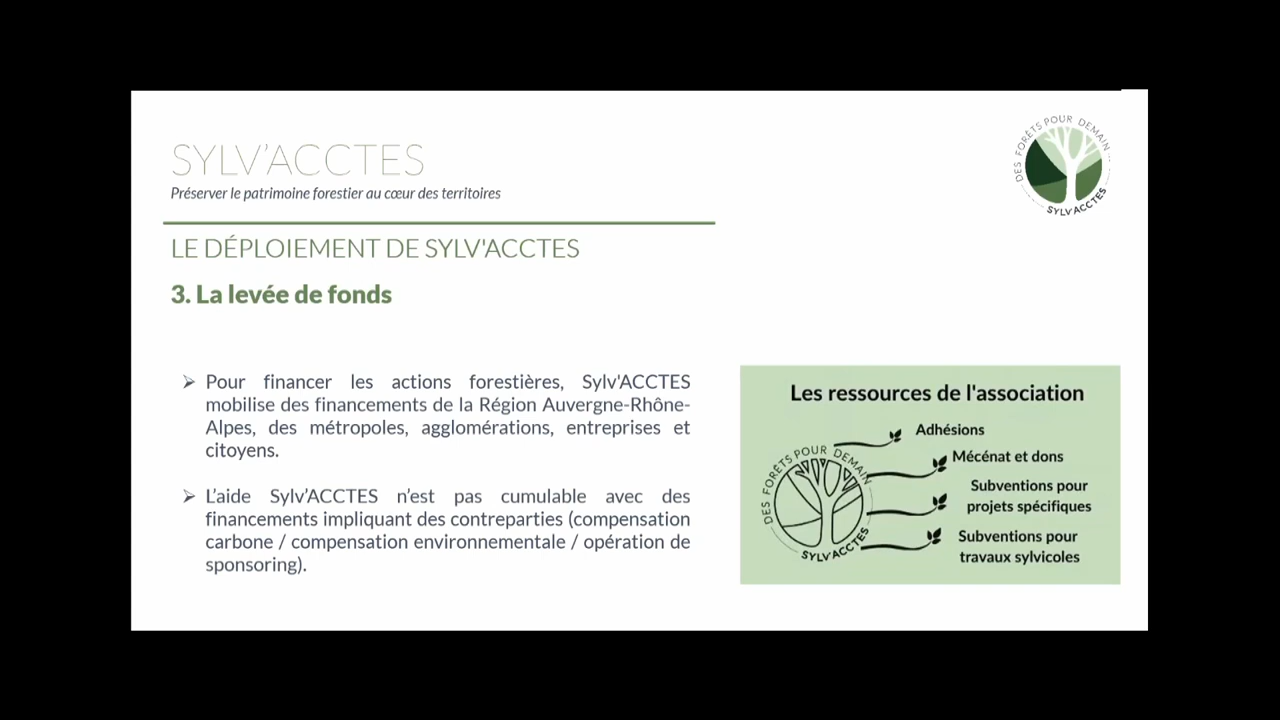 SYLV'ACCTES
Préserver le patrimoine forestier au cœur des territoires
DES FORÊTS POUR DEMAIN
SYLV'ACCTES
LE DÉPLOIEMENT DE SYLV'ACCTES
3. La levée de fonds
➢ Pour financer les actions forestières, Sylv'ACCTES
mobilise des financements de la Région Auvergne-Rhône-
Alpes, des métropoles, agglomérations, entreprises et
citoyens.
➢ L’aide Sylv’ACCTES n’est pas cumulable avec des
financements impliquant des contreparties (compensation
carbone / compensation environnementale / opération de
sponsoring).
Les ressources de l'association
DES FORÊTS POUR DEMAIN
SYLV'ACCTES
Adhésions
Mécénat et dons
Subventions pour
projets spécifiques
Subventions pour
travaux sylvicoles